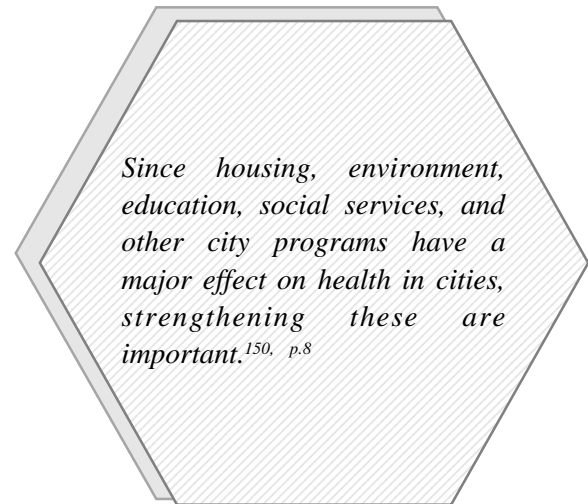 Since housing, environment,
education, social services, and
other city programs have a
major effect on health in cities,
strengthening these are
important.150, p.8